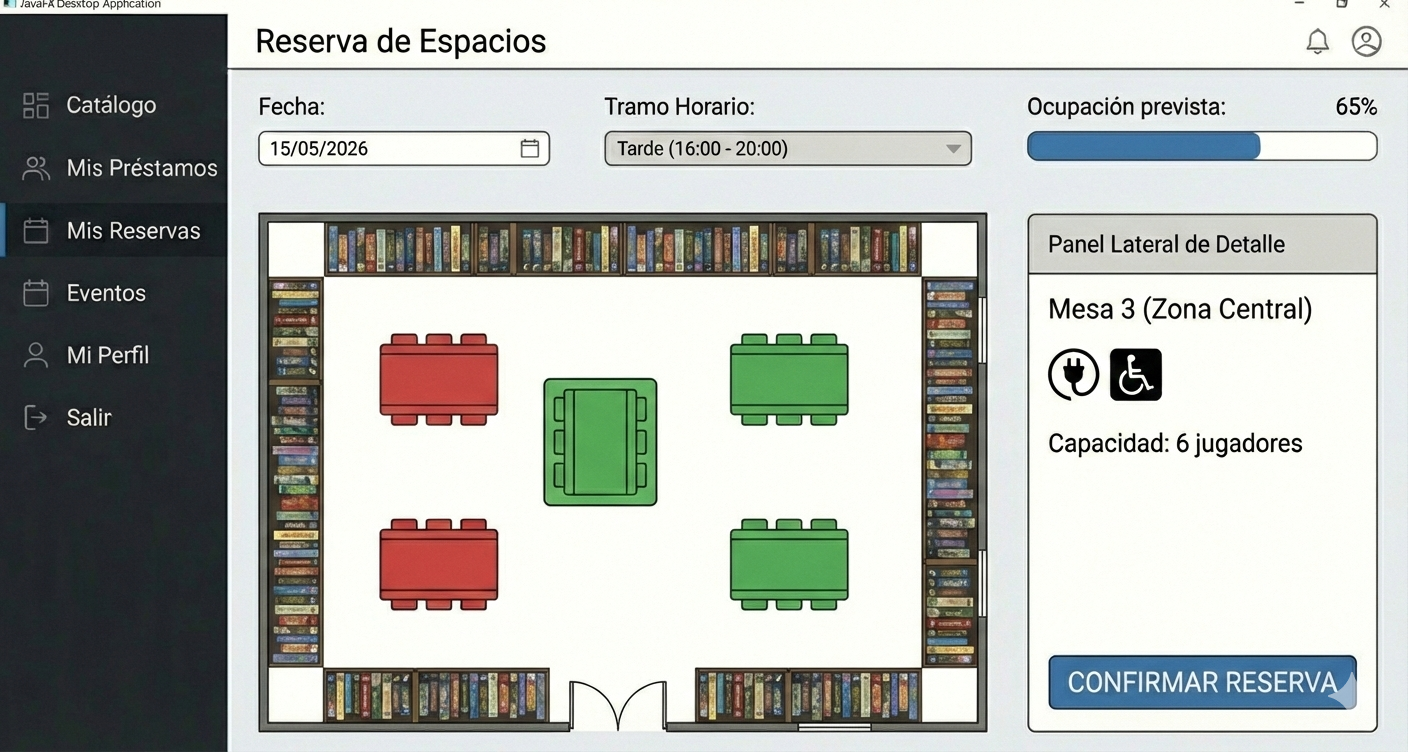 JavaFX Desktop Application
Reserva de Espacios
Catálogo
Mis Préstamos
Mis Reservas
Eventos
Mi Perfil
Salir
Fecha:
15/05/2026
Tramo Horario:
Tarde (16:00 - 20:00)
Ocupación prevista: 65%
Panel Lateral de Detalle
Mesa 3 (Zona Central)
Capacidad: 6 jugadores
CONFIRMAR RESERVA